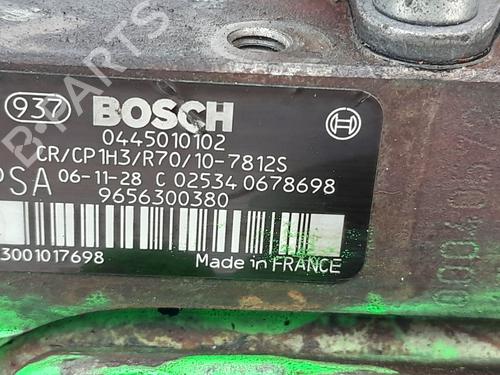 937 BOSCH
0445010102
CR/CP1H3/R70/10-7812S
PSA 06-11-28 C 02534 0678698
9656300380
3001017698 Made in FRANCE